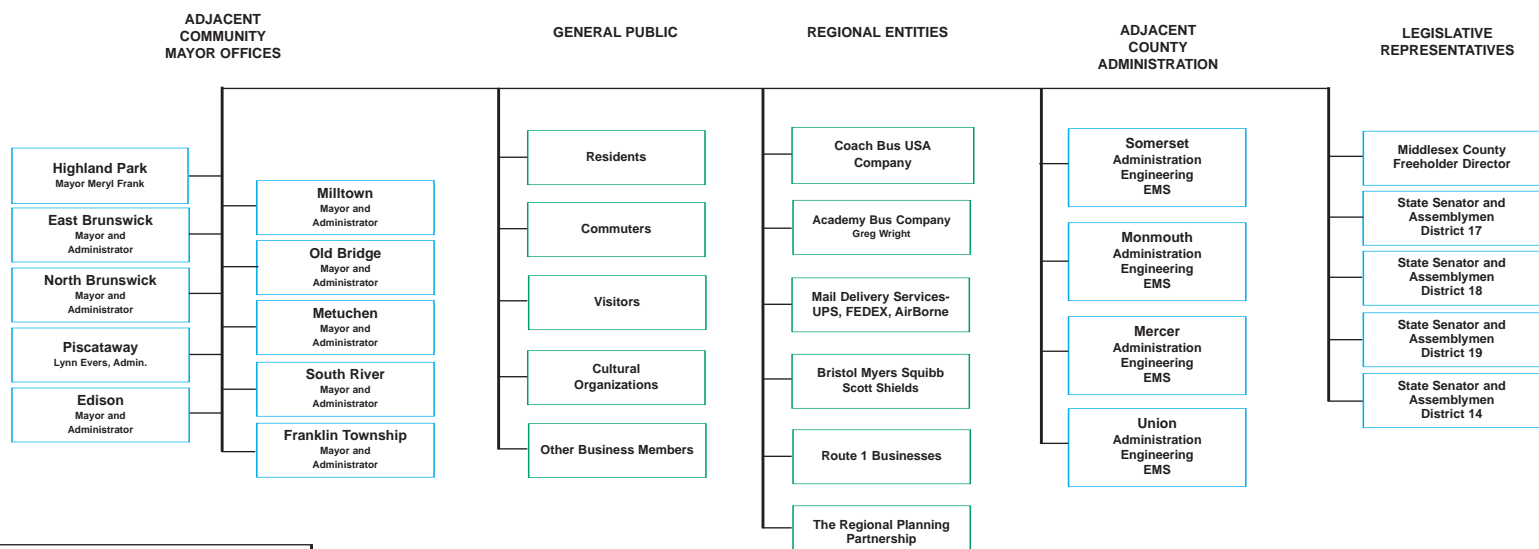 ADJACENT
COMMUNITY
MAYOR OFFICES
Highland Park
Mayor Meryl Frank
East Brunswick
Mayor and
Administrator
North Brunswick
Mayor and
Administrator
Piscataway
Lynn Evers, Admin.
Edison
Mayor and
Administrator
Milltown
Mayor and
Administrator
Old Bridge
Mayor and
Administrator
Metuchen
Mayor and
Administrator
South River
Mayor and
Administrator
Franklin Township
Mayor and
Administrator
GENERAL PUBLIC
Residents
Commuters
Visitors
Cultural
Organizations
Other Business Members
REGIONAL ENTITIES
Coach Bus USA
Company
Academy Bus Company
Greg Wright
Mail Delivery Services-
UPS, FEDEX, AirBorne
Bristol Myers Squibb
Scott Shields
Route 1 Businesses
The Regional Planning
Partnership
ADJACENT
COUNTY
ADMINISTRATION
Somerset
Administration
Engineering
EMS
Monmouth
Administration
Engineering
EMS
Mercer
Administration
Engineering
EMS
Union
Administration
Engineering
EMS
LEGISLATIVE
REPRESENTATIVES
Middlesex County
Freeholder Director
State Senator and
Assemblymen
District 17
State Senator and
Assemblymen
District 18
State Senator and
Assemblymen
District 19
State Senator and
Assemblymen
District 14